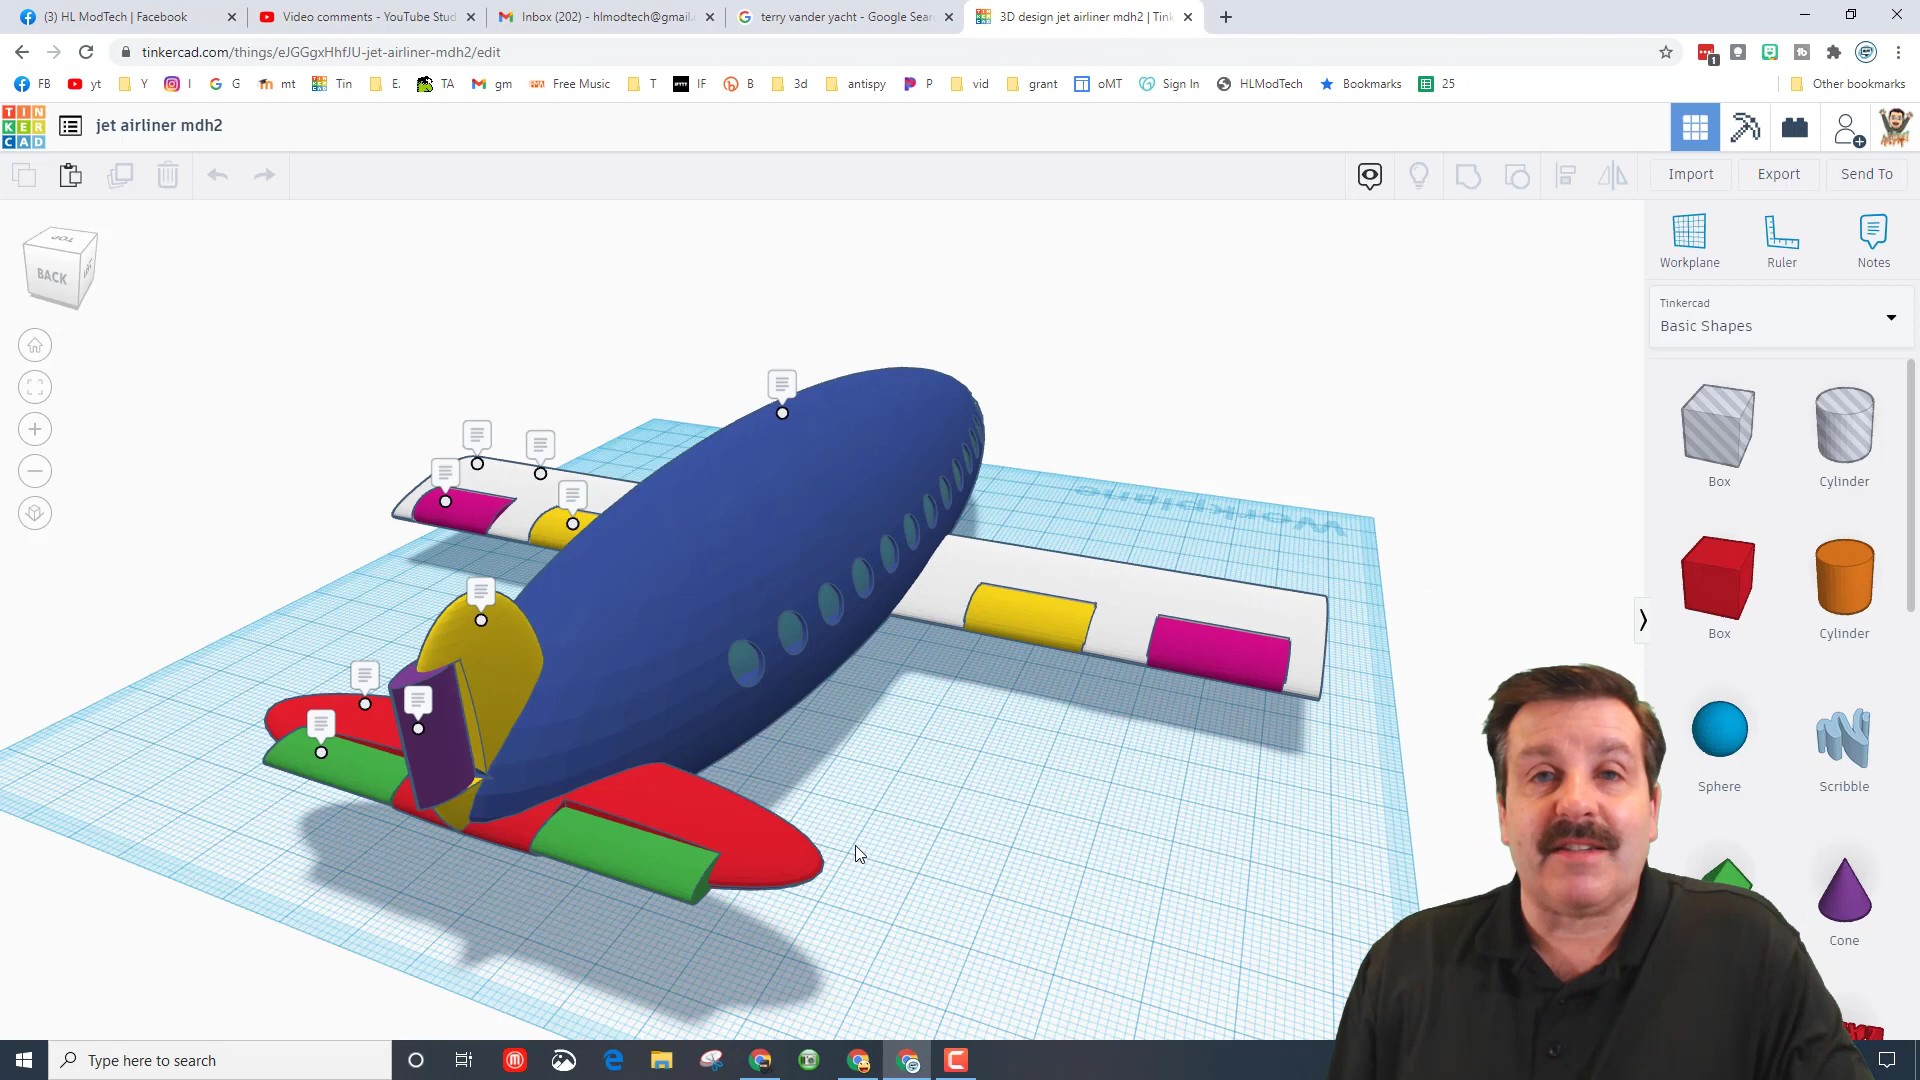 (3) HL ModTech | Facebook
Video comments - YouTube Stud
Inbox (202) - hlmodtech@gmail.
terry vander yacht - Google Sear
3D design jet airliner mdh2 | Tink
tinkercad.com/things/eJGGgxHhfJU-jet-airliner-mdh2/edit
1
FB
yt
Y
I
G
mt
Tin
E.
TA
gm
Free Music
T
IF
B
3d
antispy
P
vid
grant
oMT
Sign In
HLModTech
Bookmarks
25
Other bookmarks
TIN
KER
CAD
jet airliner mdh2
Import
Export
Send To
TOP
BACK
Workplane
Ruler
Notes
Tinkercad
Basic Shapes
Box
Cylinder
Box
Cylinder
Sphere
Scribble
Cone
Workplane
Type here to search